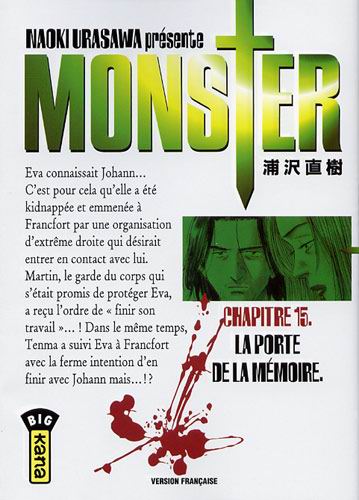 NAOKI URASAWA présente
MONSTER
浦沢直樹
Eva connaissait Johann...
C'est pour cela qu'elle a été
kidnappée et emmenée à
Francfort par une organisation
d'extrême droite qui désirait
entrer en contact avec lui.
Martin, le garde du corps qui
s'était promis de protéger Eva,
a reçu l'ordre de « finir son
travail »...! Dans le même temps,
Tenma a suivi Eva à Francfort
avec la ferme intention d'en
finir avec Johann mais...!?
CHAPITRE 15.
LA PORTE
DE LA MÉMOIRE.
BIG
kana
VERSION FRANÇAISE